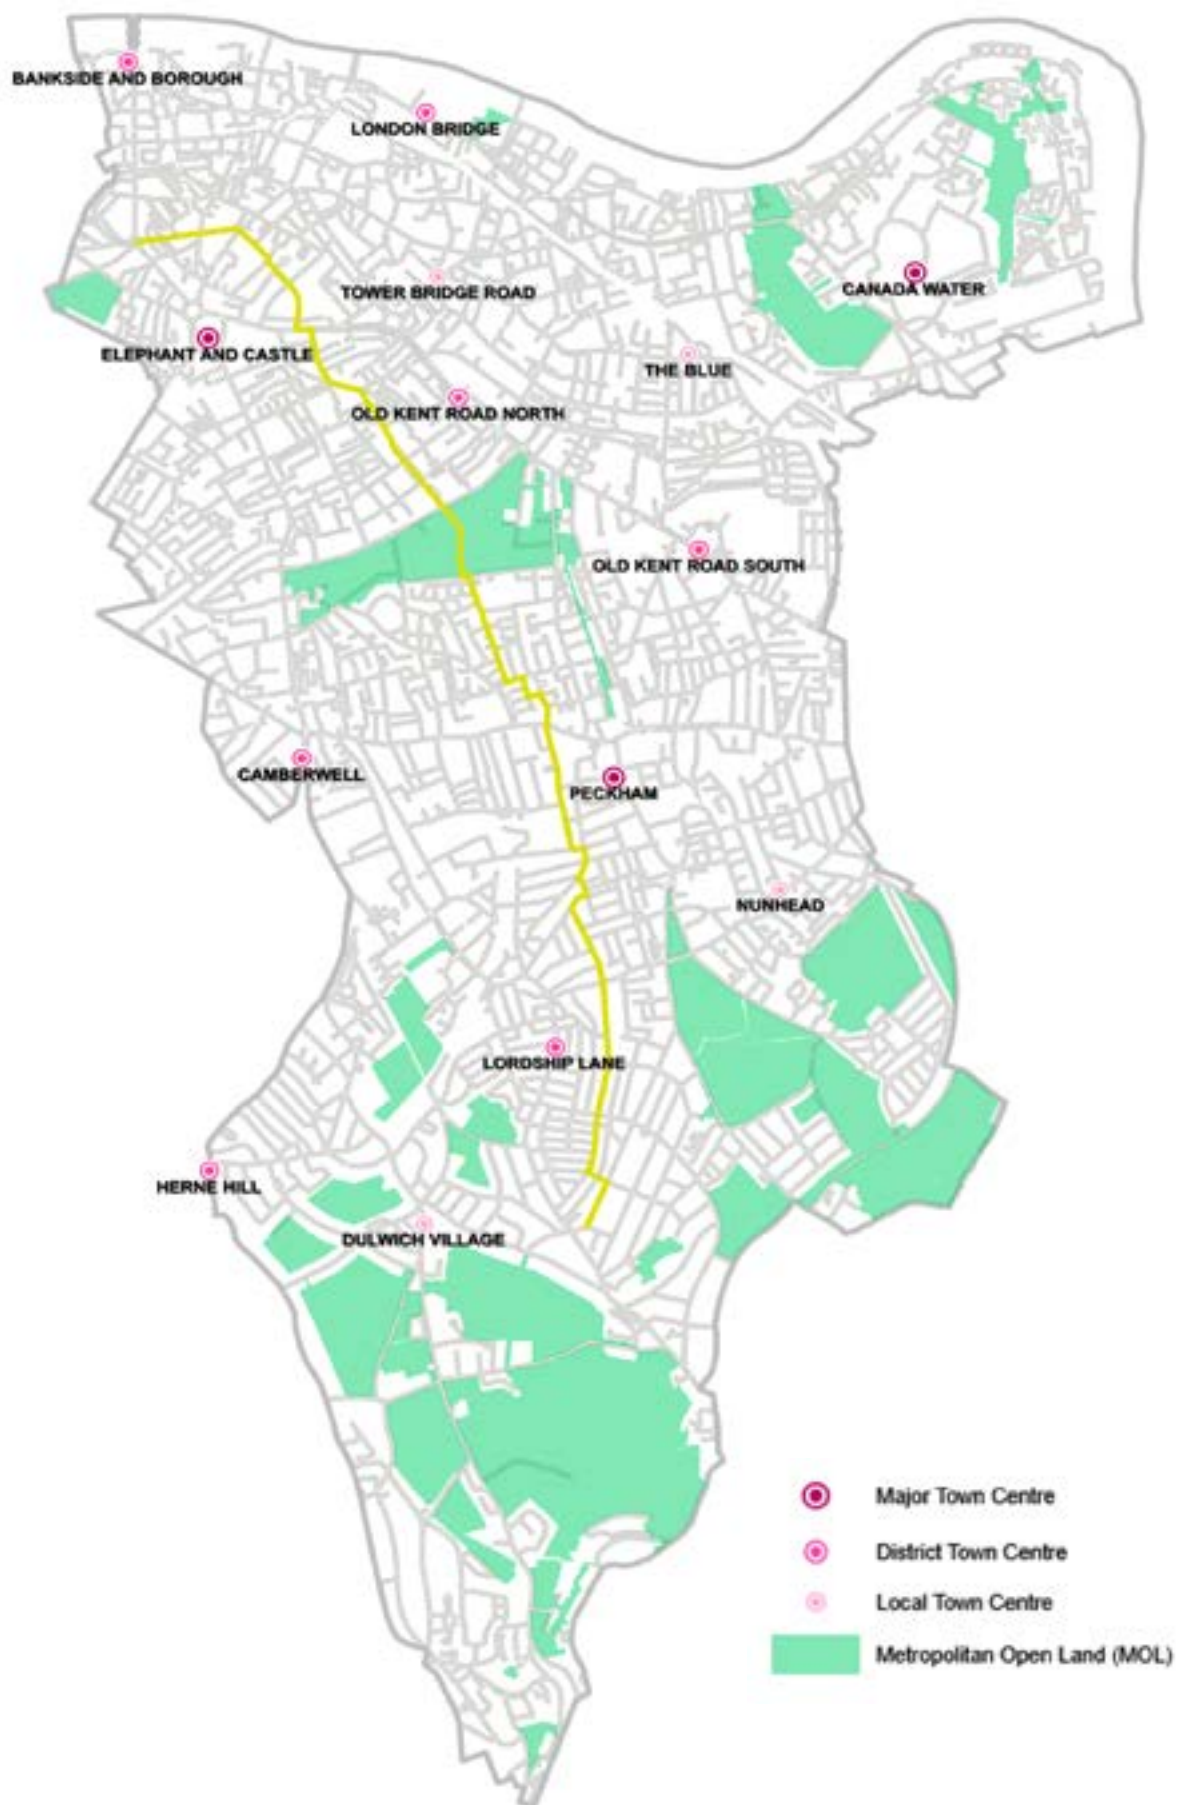 BANKSIDE AND BOROUGH
LONDON BRIDGE
TOWER BRIDGE ROAD
CANADA WATER
ELEPHANT AND CASTLE
THE BLUE
OLD KENT ROAD NORTH
OLD KENT ROAD SOUTH
CAMBERWELL
PECKHAM
NUNHEAD
LORDSHIP LANE
HERNE HILL
DULWICH VILLAGE
Major Town Centre
District Town Centre
Local Town Centre
Metropolitan Open Land (MOL)